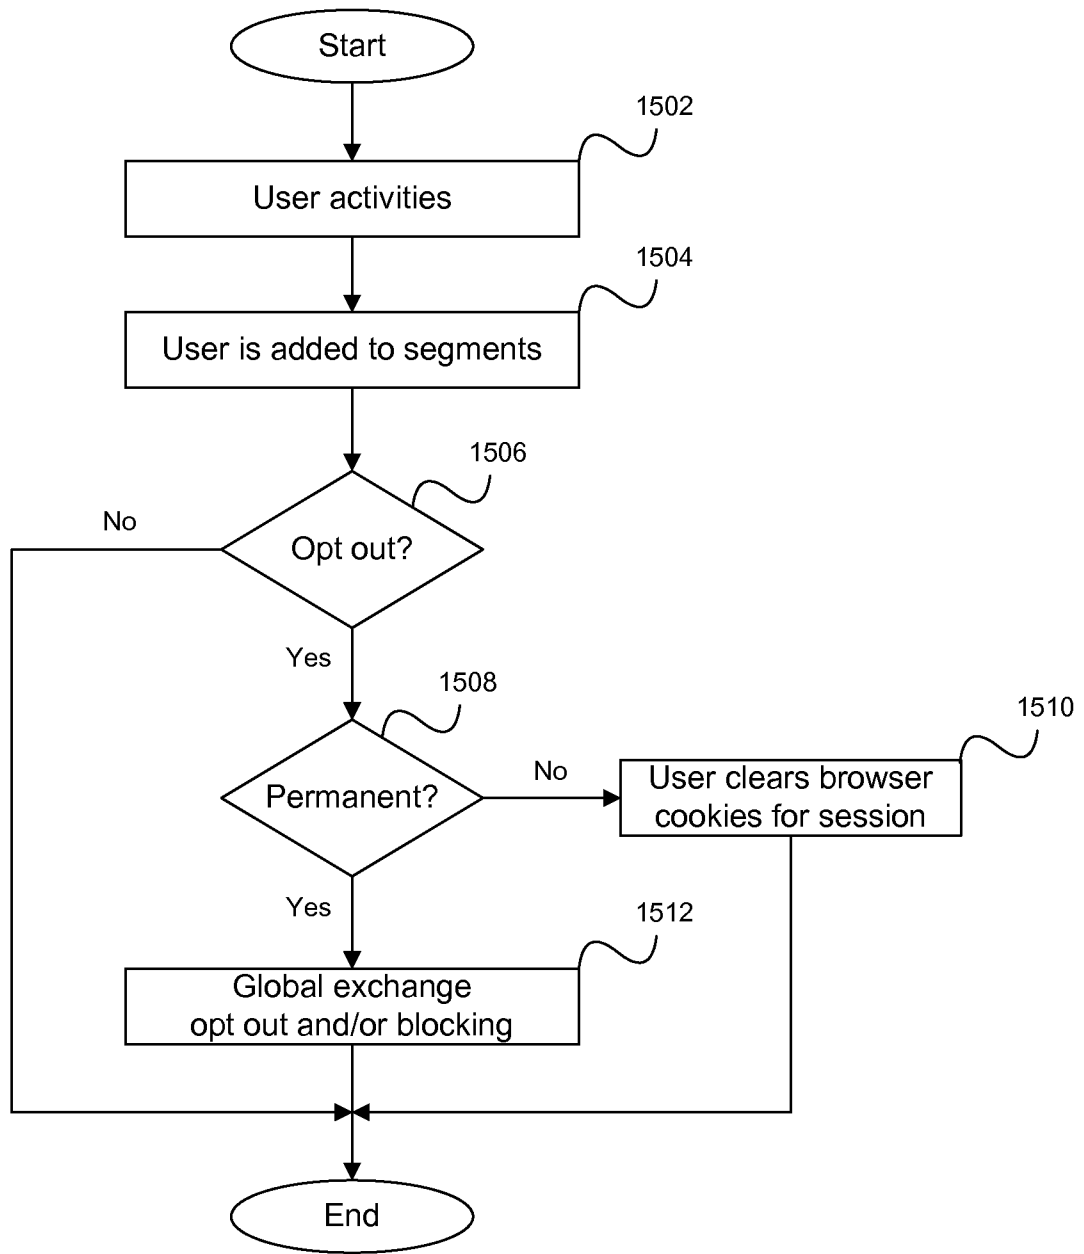 Start
1502
User activities
1504
User is added to segments
1506
No
Opt out?
Yes
1508
1510
Permanent?
No
User clears browser
cookies for session
Yes
1512
Global exchange
opt out and/or blocking
End